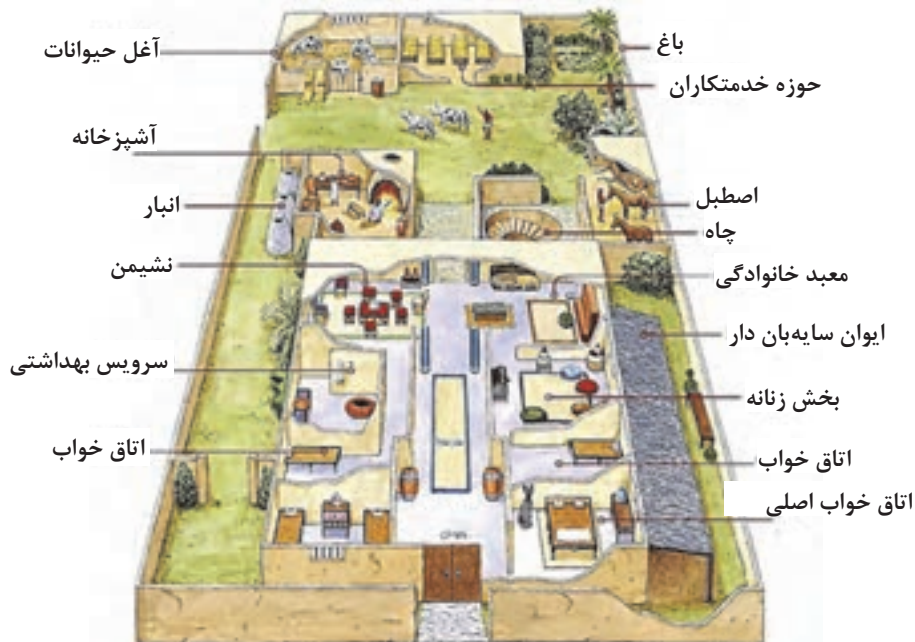 باغ
آغل حیوانات
حوزه خدمتکاران
آشپزخانه
اصطبل
انبار
چاه
نشیمن
معبد خانوادگی
ایوان سایه‌بان دار
سرویس بهداشتی
بخش زنانه
اتاق خواب
اتاق خواب
اتاق خواب اصلی